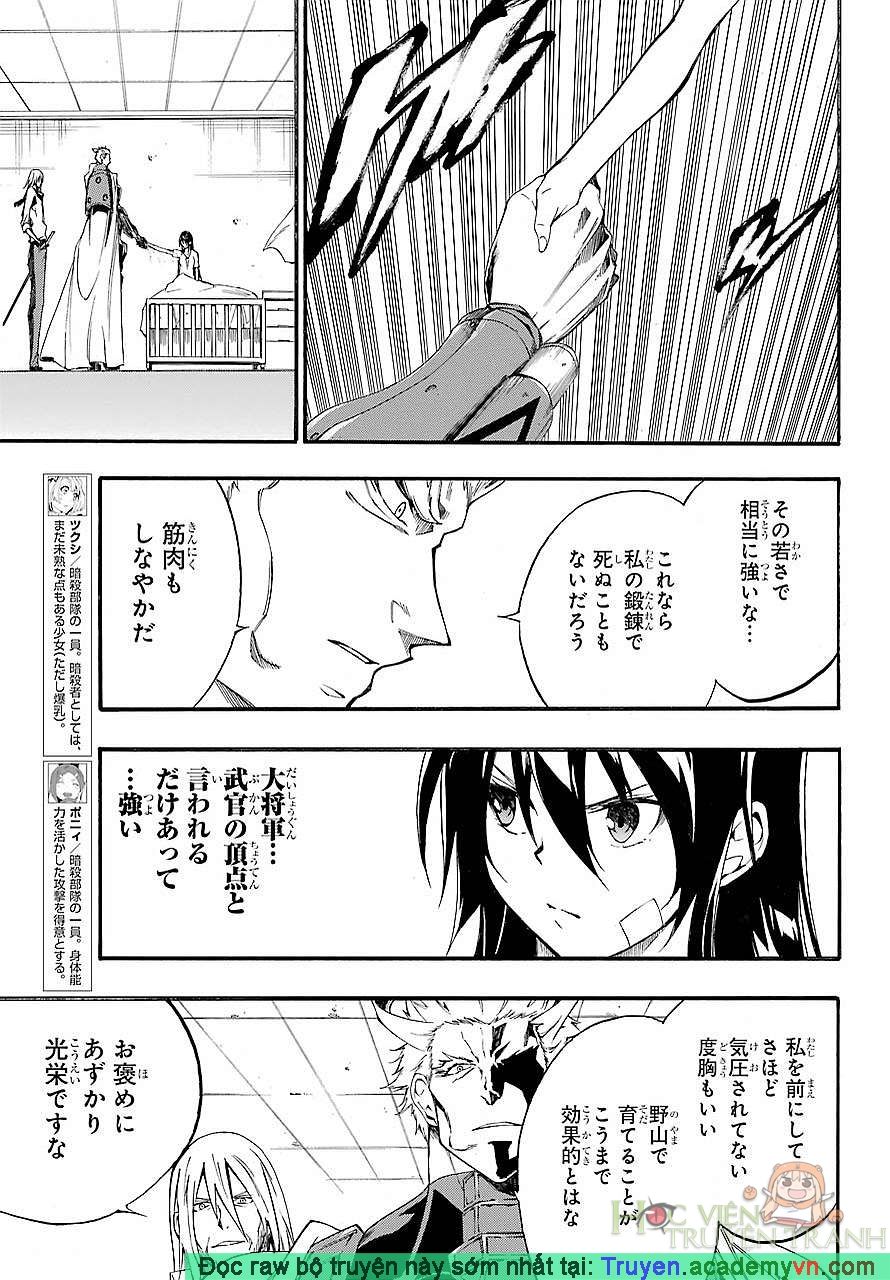 その若さで
相当に強いな…
これなら
私の鍛錬で
死ぬことも
ないだろう
筋肉も
しなやかだ
大将軍…
武官の頂点と
言われる
だけあって
…強い
私を前にして
さほど
気圧されてない
度胸もいい
野山で
育てることが
こうまで
効果的とはな
お褒めに
あずかり
光栄ですな
ツクシ／暗殺部隊の一員。暗殺者としては、
まだ未熟な点もある少女(ただし爆乳)。
ポニィ／暗殺部隊の一員。身体能
力を活かした攻撃を得意とする。
HỌC VIỆN
TRUYỆN TRANH
Đọc raw bộ truyện này sớm nhất tại: Truyen.academyvn.com